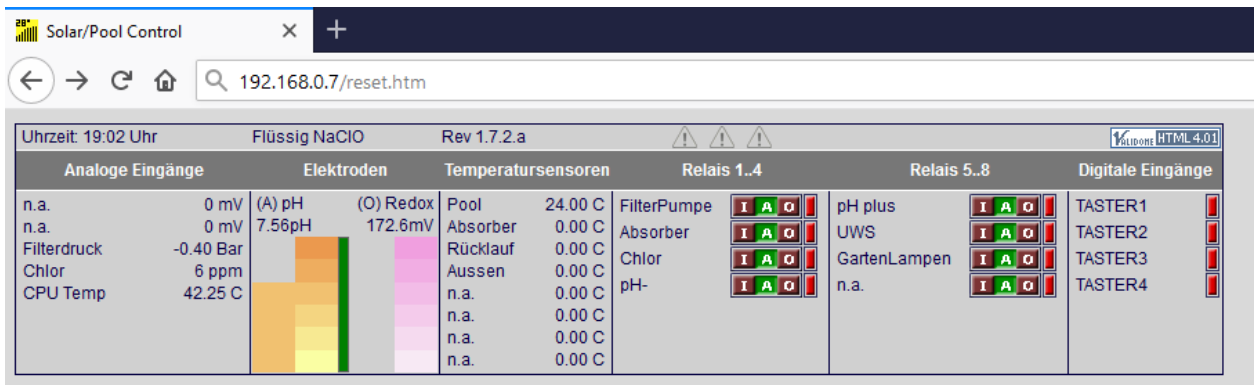 28°
Solar/Pool Control
192.168.0.7/reset.htm
Uhrzeit: 19:02 Uhr Flüssig NaClO Rev 1.7.2.a VALIDOME HTML 4.01
Analoge Eingänge Elektroden Temperatursensoren Relais 1..4 Relais 5..8 Digitale Eingänge
n.a. 0 mV
n.a. 0 mV
Filterdruck -0.40 Bar
Chlor 6 ppm
CPU Temp 42.25 C
(A) pH (O) Redox
7.56pH 172.6mV
Pool 24.00 C
Absorber 0.00 C
Rücklauf 0.00 C
Aussen 0.00 C
n.a. 0.00 C
n.a. 0.00 C
n.a. 0.00 C
n.a. 0.00 C
FilterPumpe I A O
Absorber I A O
Chlor I A O
pH- I A O
pH plus I A O
UWS I A O
GartenLampen I A O
n.a. I A O
TASTER1
TASTER2
TASTER3
TASTER4